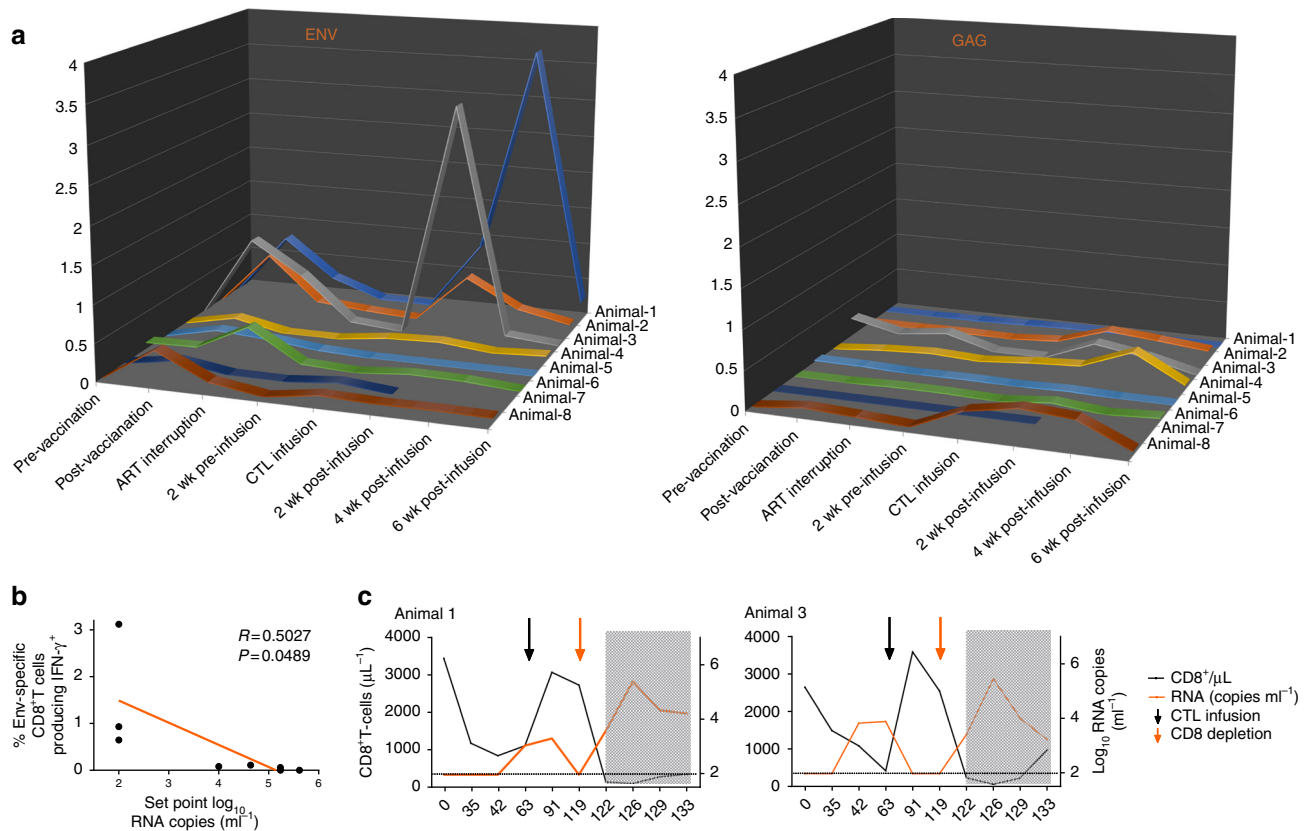 a
ENV
4
3.5
3
2.5
2
1.5
1
0.5
0
Pre-vaccination
Post-vaccianation
ART interruption
2 wk pre-infusion
CTL infusion
2 wk post-infusion
4 wk post-infusion
6 wk post-infusion
Animal-1
Animal-2
Animal-3
Animal-4
Animal-5
Animal-6
Animal-7
Animal-8
GAG
4
3.5
3
2.5
2
1.5
1
0.5
0
Pre-vaccination
Post-vaccianation
ART interruption
2 wk pre-infusion
CTL infusion
2 wk post-infusion
4 wk post-infusion
6 wk post-infusion
Animal-1
Animal-2
Animal-3
Animal-4
Animal-5
Animal-6
Animal-7
Animal-8
b
% Env-specific
CD8⁺T cells
producing IFN-γ⁺
3
2
1
0
R=0.5027
P=0.0489
2 3 4 5 6
Set point log₁₀
RNA copies (ml⁻¹)
c
Animal 1
CD8⁺T-cells (μL⁻¹)
4000
3000
2000
1000
0
6
4
2
0 35 42 63 91 119 122 126 129 133
Animal 3
4000
3000
2000
1000
0
6
4
2
Log₁₀ RNA copies
(ml⁻¹)
0 35 42 63 91 119 122 126 129 133
CD8⁺/μL
RNA (copies ml⁻¹)
CTL infusion
CD8 depletion